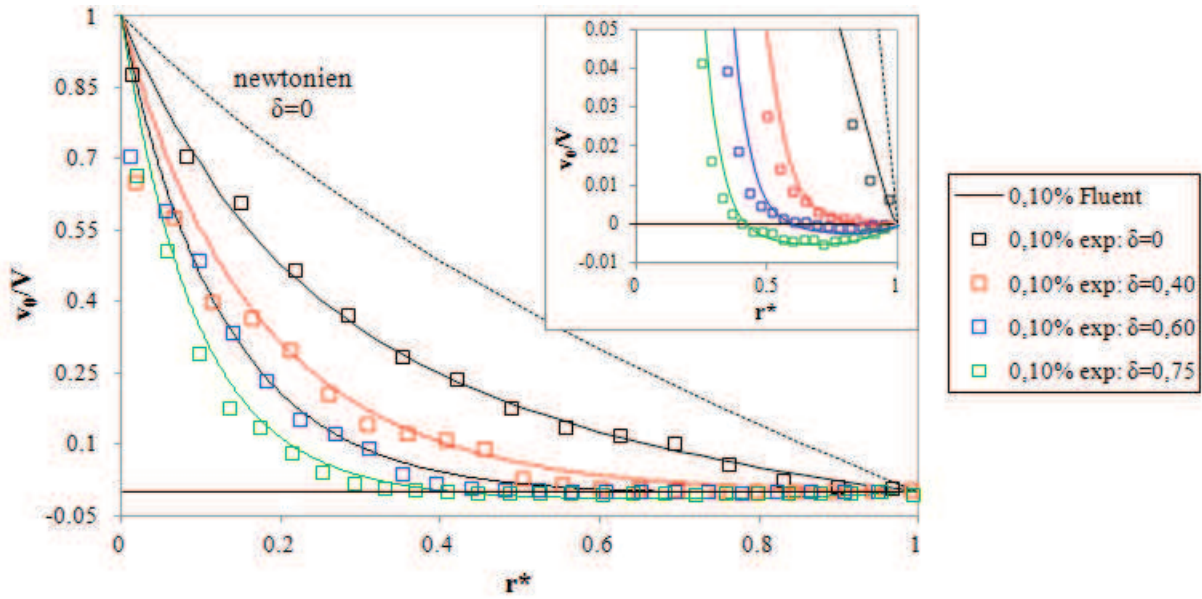 1
0.85
0.7
0.55
0.4
0.25
0.1
-0.05
vθ/V
0
0.2
0.4
0.6
0.8
1
r*
newtonien
δ=0
0.05
0.04
0.03
0.02
0.01
0
-0.01
vθ/V
0
0.5
1
r*
0,10% Fluent
0,10% exp: δ=0
0,10% exp: δ=0,40
0,10% exp: δ=0,60
0,10% exp: δ=0,75